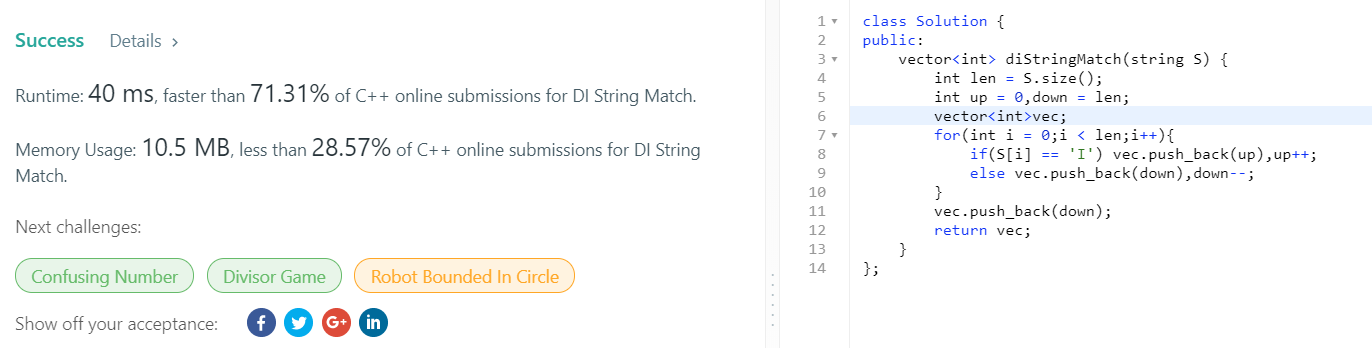 Success Details >
Runtime: 40 ms, faster than 71.31% of C++ online submissions for DI String Match.
Memory Usage: 10.5 MB, less than 28.57% of C++ online submissions for DI String
Match.
Next challenges:
Confusing Number Divisor Game Robot Bounded In Circle
Show off your acceptance: f G+ in
1 class Solution {
2 public:
3     vector<int> diStringMatch(string S) {
4         int len = S.size();
5         int up = 0,down = len;
6         vector<int>vec;
7         for(int i = 0;i < len;i++){
8             if(S[i] == 'I') vec.push_back(up),up++;
9             else vec.push_back(down),down--;
10         }
11         vec.push_back(down);
12         return vec;
13     }
14 };